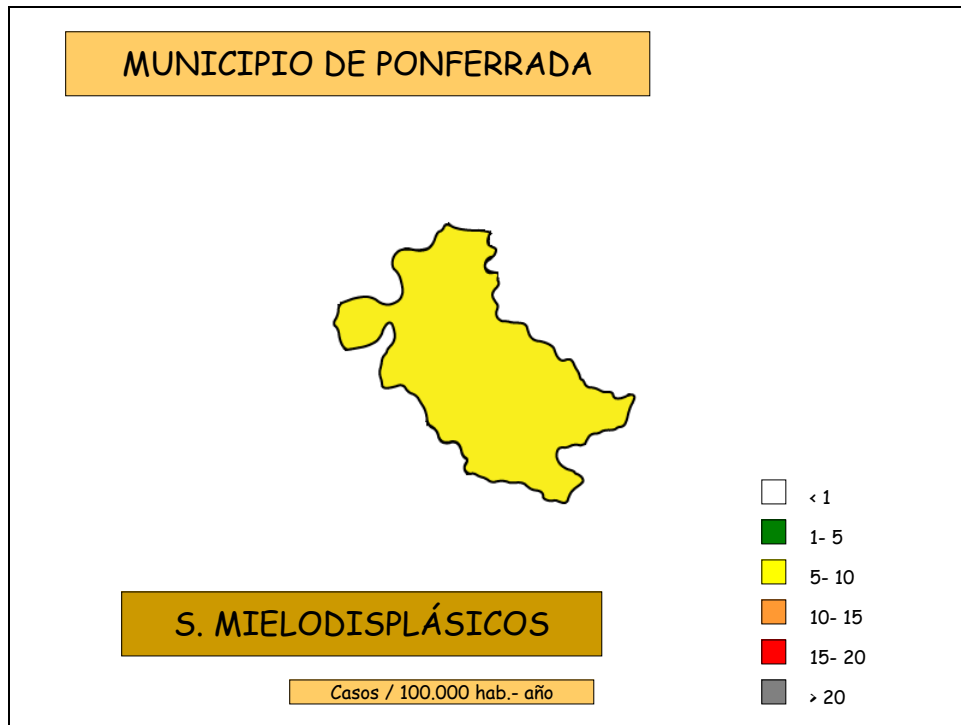 MUNICIPIO DE PONFERRADA
< 1
1- 5
5- 10
10- 15
15- 20
> 20
S. MIELODISPLÁSICOS
Casos / 100.000 hab.- año